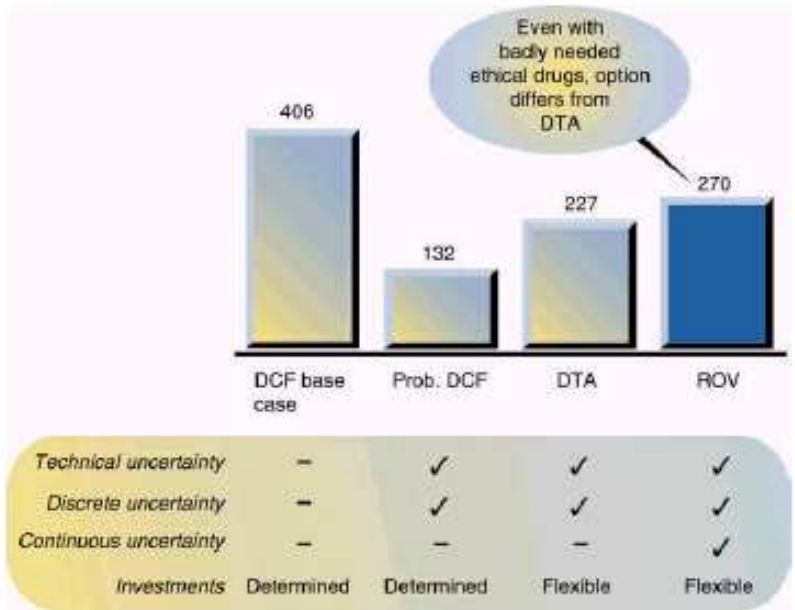 Even with
badly needed
ethical drugs, option
differs from
DTA
406
132
227
270
DCF base
case
Prob. DCF
DTA
ROV
Technical uncertainty – ✓ ✓ ✓
Discrete uncertainty – ✓ ✓ ✓
Continuous uncertainty – – – ✓
Investments Determined Determined Flexible Flexible